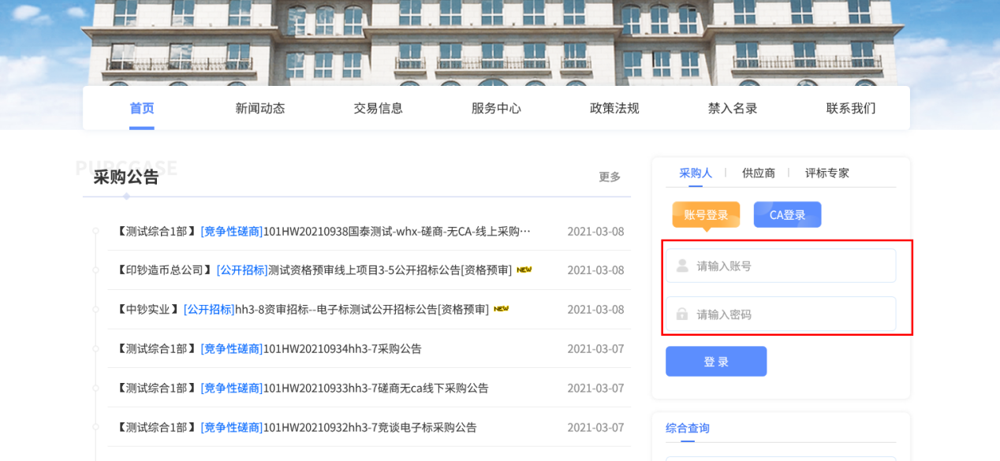 首页 新闻动态 交易信息 服务中心 政策法规 禁入名录 联系我们
PURCGASE
采购公告 更多
【测试综合1部】[竞争性磋商]101HW20210938国泰测试-whx-磋商-无CA-线上采购… 2021-03-08
【印钞造币总公司】[公开招标]测试资格预审线上项目3-5公开招标公告[资格预审] NEW 2021-03-08
【中钞实业】[公开招标]hh3-8资审招标--电子标测试公开招标公告[资格预审] NEW 2021-03-08
【测试综合1部】[竞争性磋商]101HW20210934hh3-7采购公告 2021-03-07
【测试综合1部】[竞争性磋商]101HW20210933hh3-7磋商无ca线下采购公告 2021-03-07
【测试综合1部】[竞争性磋商]101HW20210932hh3-7竞谈电子标采购公告 2021-03-07
采购人 | 供应商 | 评标专家
账号登录 CA登录
请输入账号
请输入密码
登 录
综合查询